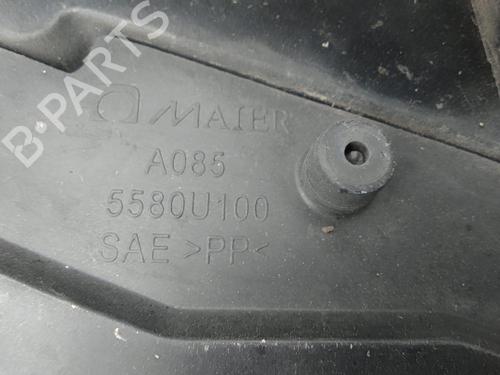 B-PARTS
MAIER
A085
5580U100
SAE >PP<